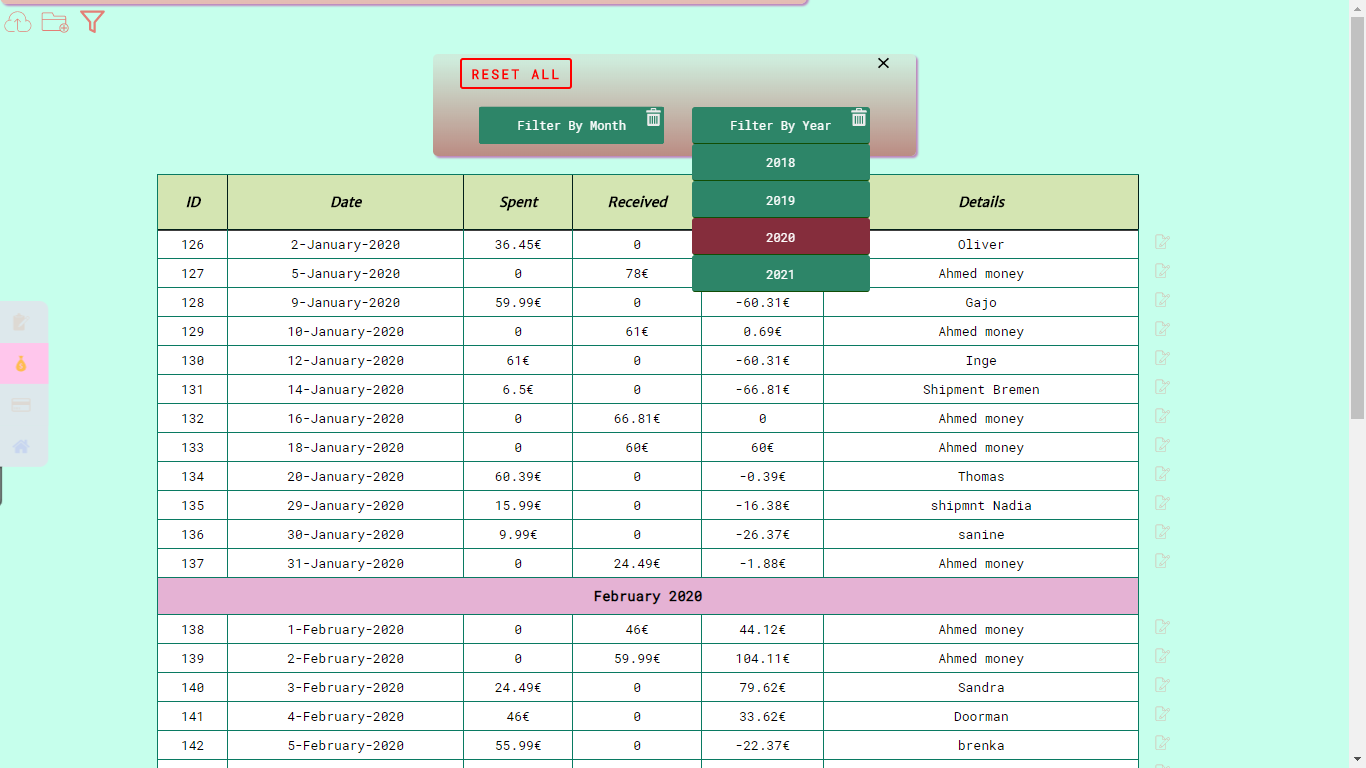 RESET ALL
Filter By Month Filter By Year
2018
2019
2020
2021
ID Date Spent Received Details
126 2-January-2020 36.45€ 0 Oliver
127 5-January-2020 0 78€ Ahmed money
128 9-January-2020 59.99€ 0 -60.31€ Gajo
129 10-January-2020 0 61€ 0.69€ Ahmed money
130 12-January-2020 61€ 0 -60.31€ Inge
131 14-January-2020 6.5€ 0 -66.81€ Shipment Bremen
132 16-January-2020 0 66.81€ 0 Ahmed money
133 18-January-2020 0 60€ 60€ Ahmed money
134 20-January-2020 60.39€ 0 -0.39€ Thomas
135 29-January-2020 15.99€ 0 -16.38€ shipmnt Nadia
136 30-January-2020 9.99€ 0 -26.37€ sanine
137 31-January-2020 0 24.49€ -1.88€ Ahmed money
February 2020
138 1-February-2020 0 46€ 44.12€ Ahmed money
139 2-February-2020 0 59.99€ 104.11€ Ahmed money
140 3-February-2020 24.49€ 0 79.62€ Sandra
141 4-February-2020 46€ 0 33.62€ Doorman
142 5-February-2020 55.99€ 0 -22.37€ brenka